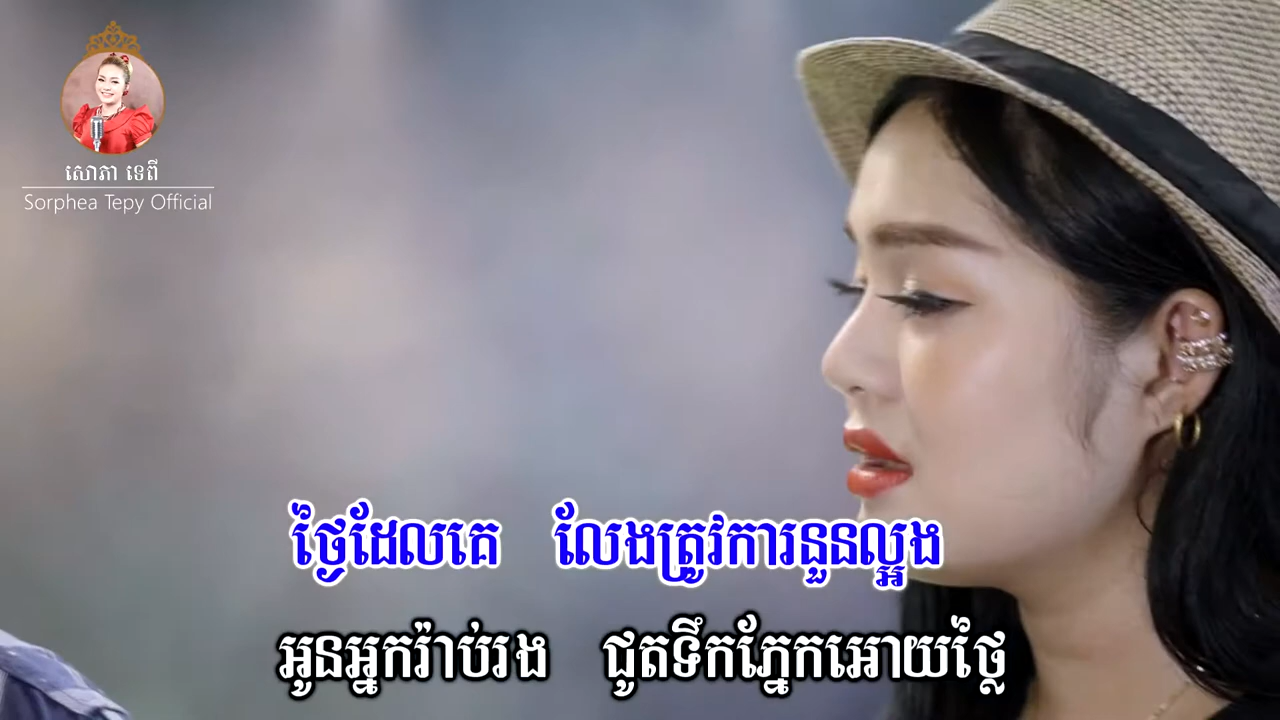 សោភា ទេពី
Sorphea Tepy Official
ថ្ងៃដែលគេ លែងត្រូវការនួនល្អង
អូនអ្នករ៉ាប់រង ជូតទឹកភ្នែកអោយថ្លៃ